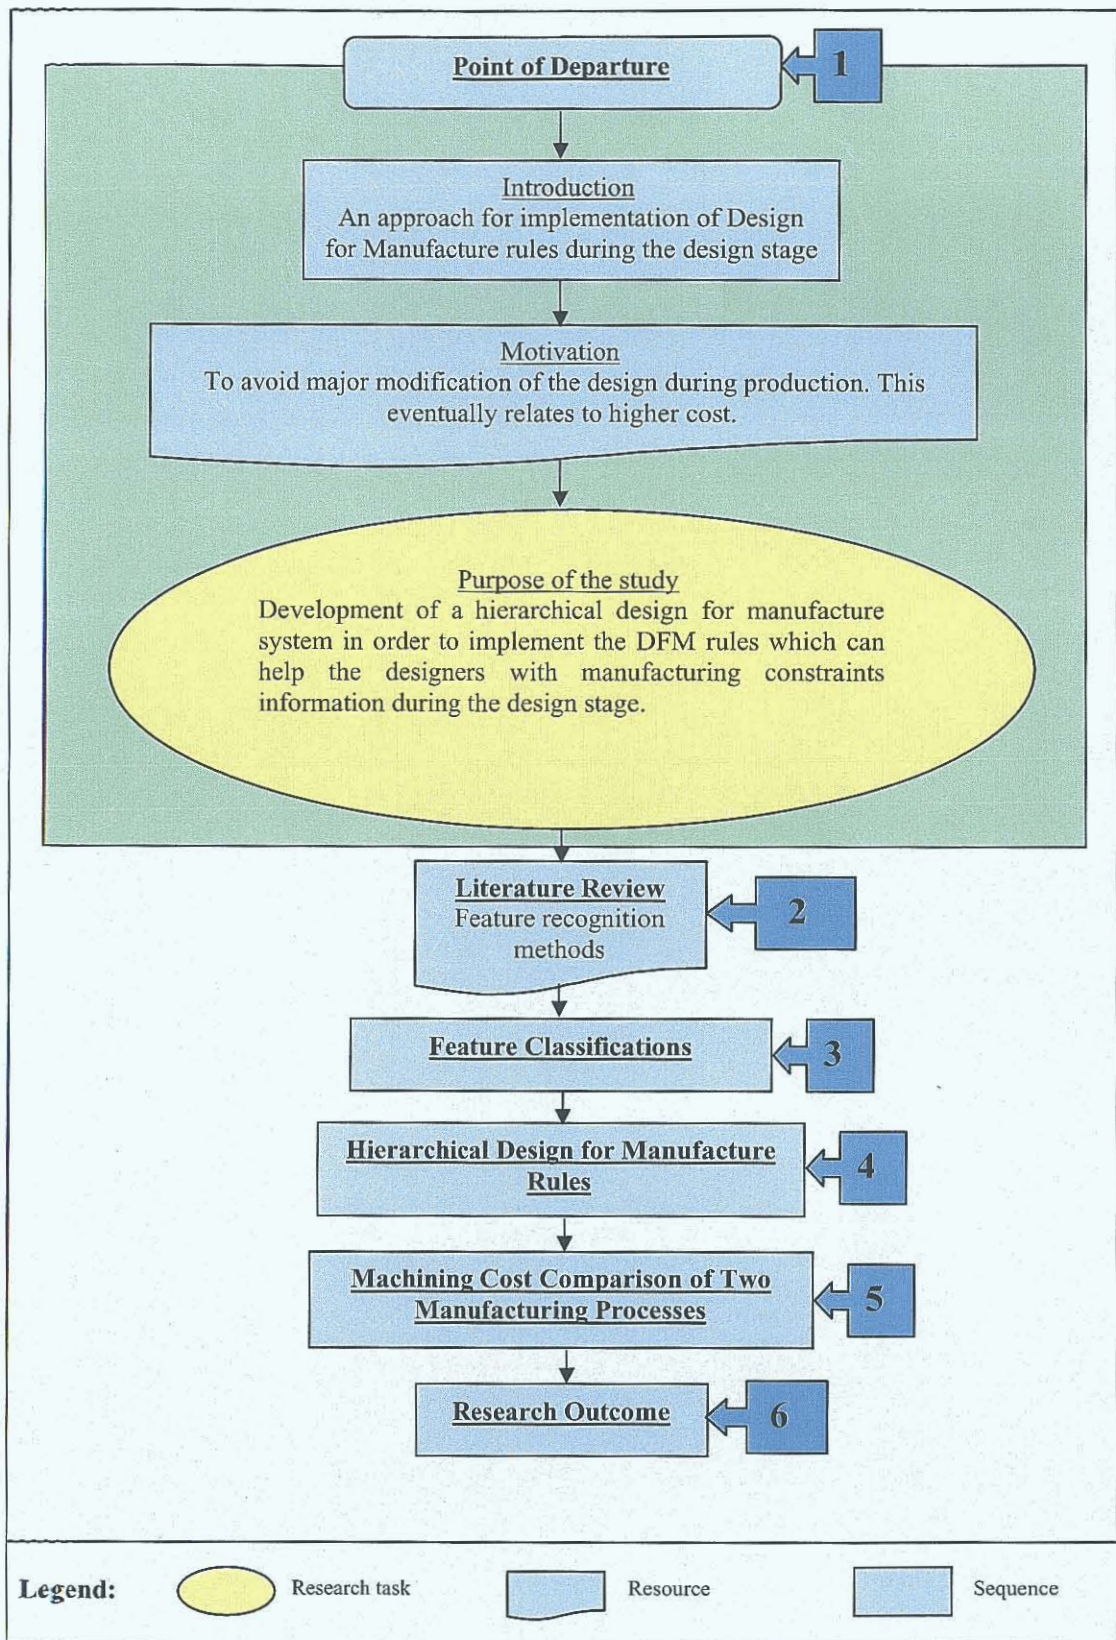 Point of Departure
1
Introduction
An approach for implementation of Design
for Manufacture rules during the design stage
Motivation
To avoid major modification of the design during production. This
eventually relates to higher cost.
Purpose of the study
Development of a hierarchical design for manufacture
system in order to implement the DFM rules which can
help the designers with manufacturing constraints
information during the design stage.
Literature Review
Feature recognition
methods
2
Feature Classifications
3
Hierarchical Design for Manufacture
Rules
4
Machining Cost Comparison of Two
Manufacturing Processes
5
Research Outcome
6
Legend:
Research task
Resource
Sequence